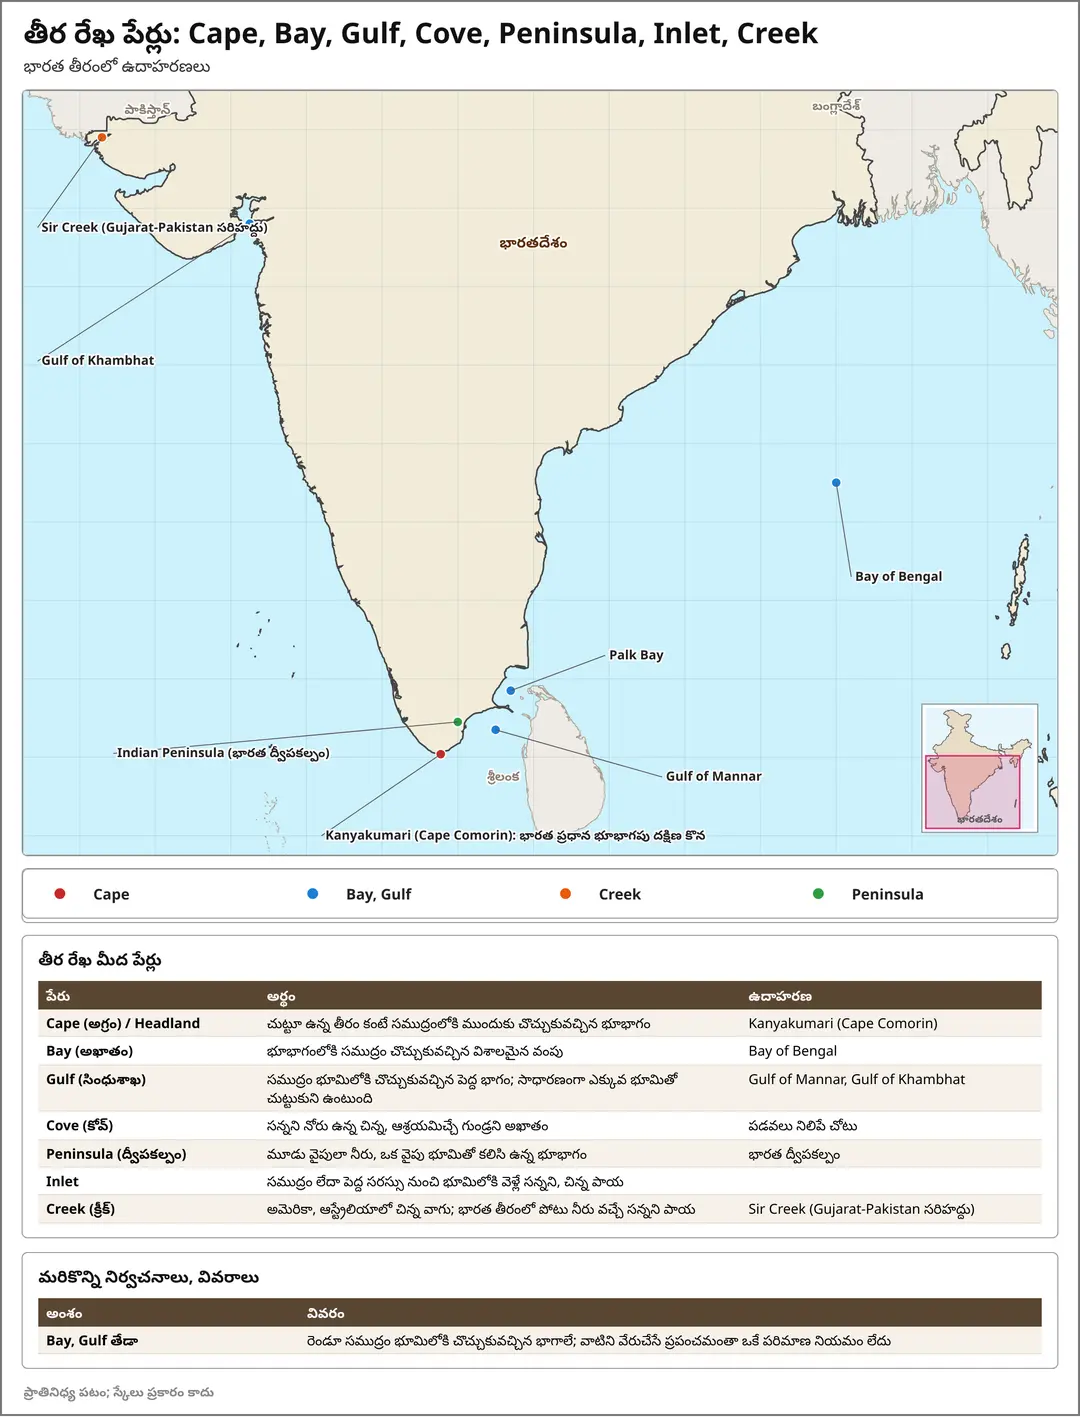 తీర రేఖ పేర్లు: Cape, Bay, Gulf, Cove, Peninsula, Inlet, Creek
భారత తీరంలో ఉదాహరణలు
పాకిస్తాన్
బంగ్లాదేశ్
Sir Creek (Gujarat-Pakistan సరిహద్దు)
భారతదేశం
Gulf of Khambhat
Bay of Bengal
Palk Bay
Indian Peninsula (భారత ద్వీపకల్పం)
శ్రీలంక
Gulf of Mannar
భారతదేశం
Kanyakumari (Cape Comorin): భారత ప్రధాన భూభాగపు దక్షిణ కొన
Cape
Bay, Gulf
Creek
Peninsula
తీర రేఖ మీద పేర్లు
పేరు అర్థం ఉదాహరణ
Cape (అగ్రం) / Headland చుట్టూ ఉన్న తీరం కంటే సముద్రంలోకి ముందుకు చొచ్చుకువచ్చిన భూభాగం Kanyakumari (Cape Comorin)
Bay (అఖాతం) భూభాగంలోకి సముద్రం చొచ్చుకువచ్చిన విశాలమైన వంపు Bay of Bengal
Gulf (సింధుశాఖ) సముద్రం భూమిలోకి చొచ్చుకువచ్చిన పెద్ద భాగం; సాధారణంగా ఎక్కువ భూమితో Gulf of Mannar, Gulf of Khambhat
చుట్టుకుని ఉంటుంది
Cove (కోవ్) సన్నని నోరు ఉన్న చిన్న, ఆశ్రయమిచ్చే గుండ్రని అఖాతం పడవలు నిలిపే చోటు
Peninsula (ద్వీపకల్పం) మూడు వైపులా నీరు, ఒక వైపు భూమితో కలిసి ఉన్న భూభాగం భారత ద్వీపకల్పం
Inlet సముద్రం లేదా పెద్ద సరస్సు నుంచి భూమిలోకి వెళ్లే సన్నని, చిన్న పాయ
Creek (క్రీక్) అమెరికా, ఆస్ట్రేలియాలో చిన్న వాగు; భారత తీరంలో పోటు నీరు వచ్చే సన్నని పాయ Sir Creek (Gujarat-Pakistan సరిహద్దు)
మరికొన్ని నిర్వచనాలు, వివరాలు
అంశం వివరం
Bay, Gulf తేడా రెండూ సముద్రం భూమిలోకి చొచ్చుకువచ్చిన భాగాలే; వాటిని వేరుచేసే ప్రపంచమంతా ఒకే పరిమాణ నియమం లేదు
ప్రాతినిధ్య పటం; స్కేలు ప్రకారం కాదు